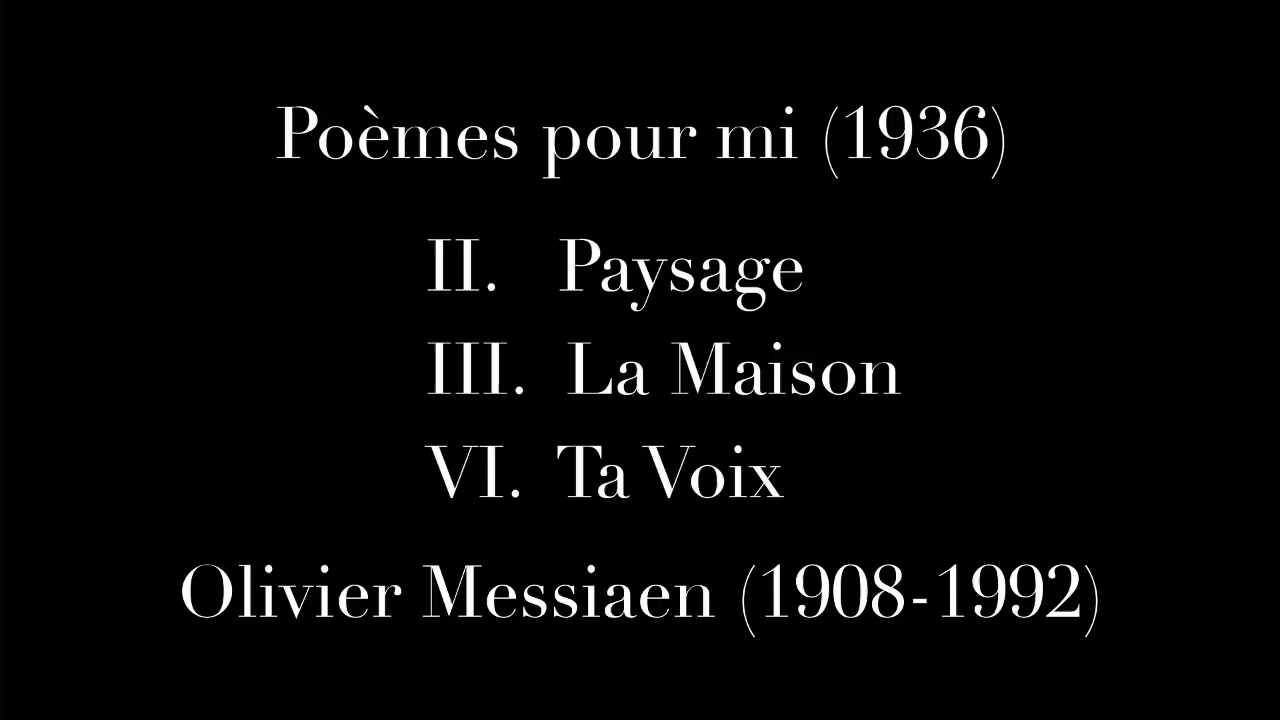 Poèmes pour mi (1936)
II. Paysage
III. La Maison
VI. Ta Voix
Olivier Messiaen (1908-1992)